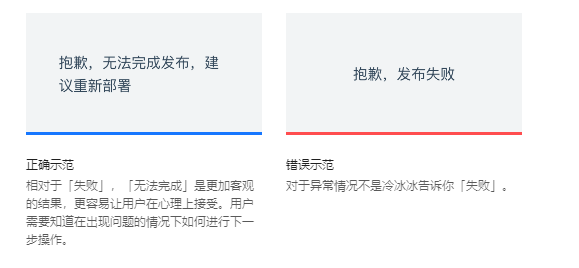 抱歉，无法完成发布，建
议重新部署
抱歉，发布失败
正确示范
相对于「失败」，「无法完成」是更加客观
的结果，更容易让用户在心理上接受。用户
需要知道在出现问题的情况下如何进行下一
步操作。
错误示范
对于异常情况不是冷冰冰告诉你「失败」。